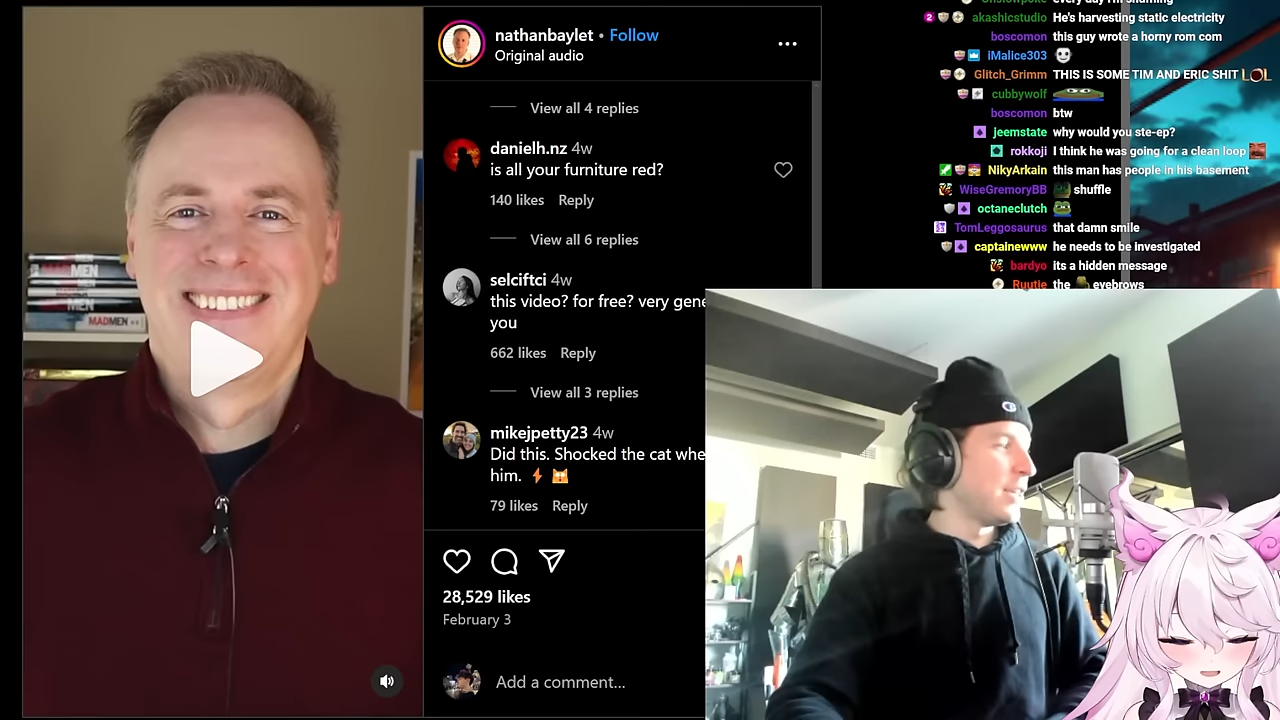 nathanbaylet • Follow
Original audio
View all 4 replies
danielh.nz 4w
is all your furniture red?
140 likes Reply
View all 6 replies
selciftci 4w
this video? for free? very gene
you
662 likes Reply
View all 3 replies
mikejpetty23 4w
Did this. Shocked the cat whe
him.
79 likes Reply
28,529 likes
February 3
Add a comment...
MAD MEN
MEN
MADMEN
every day I'm shuffling
akashicstudio He's harvesting static electricity
boscomon this guy wrote a horny rom com
iMalice303
Glitch_Grimm THIS IS SOME TIM AND ERIC SHIT LOL
cubbywolf
boscomon btw
jeemstate why would you ste-ep?
rokkoji I think he was going for a clean loop
NikyArkain this man has people in his basement
WiseGremoryBB shuffle
octaneclutch
TomLeggosaurus that damn smile
captainewww he needs to be investigated
bardyo its a hidden message
Ruutie the eyebrows